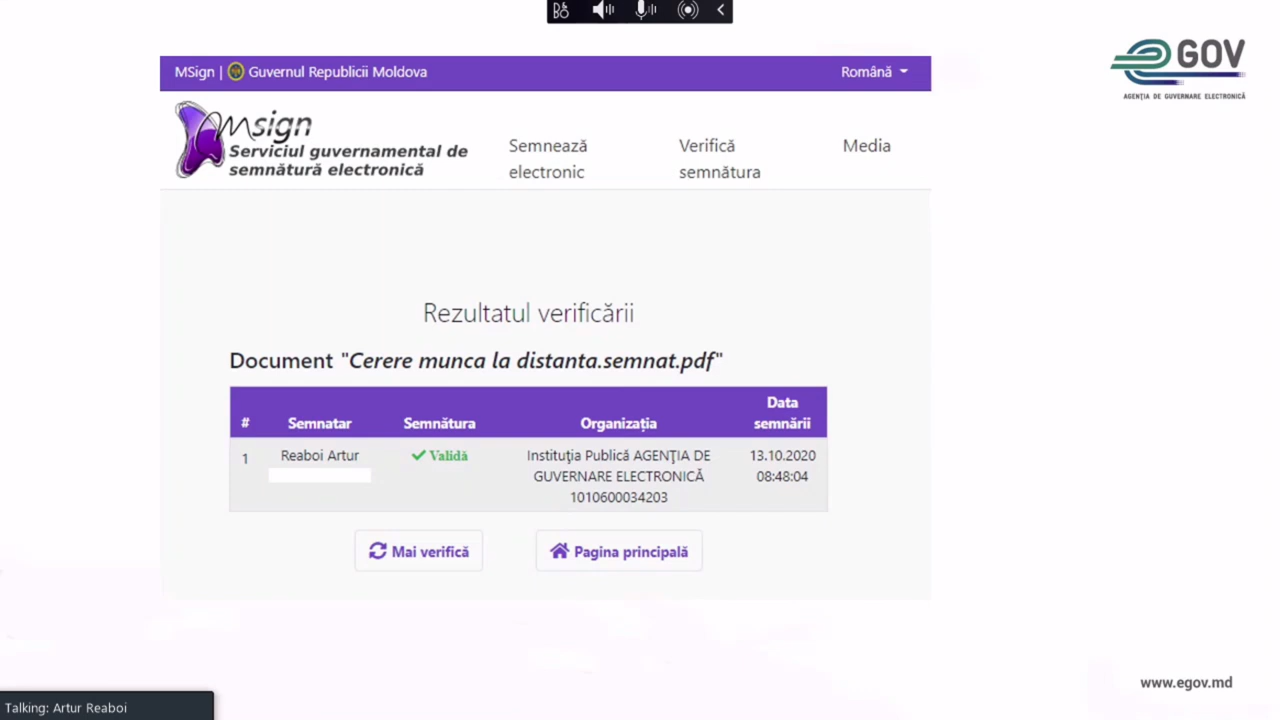 MSign | Guvernul Republicii Moldova
Română
GOV
AGENȚIA DE GUVERNARE ELECTRONICĂ
Msign
Serviciul guvernamental de
semnătură electronică
Semnează
electronic
Verifică
semnătura
Media
Rezultatul verificării
Document "Cerere munca la distanta.semnat.pdf"
#
Semnatar
Semnătura
Organizația
Data
semnării
1
Reaboi Artur
Validă
Instituţia Publică AGENŢIA DE
GUVERNARE ELECTRONICĂ
1010600034203
13.10.2020
08:48:04
Mai verifică
Pagina principală
www.egov.md
Talking: Artur Reaboi